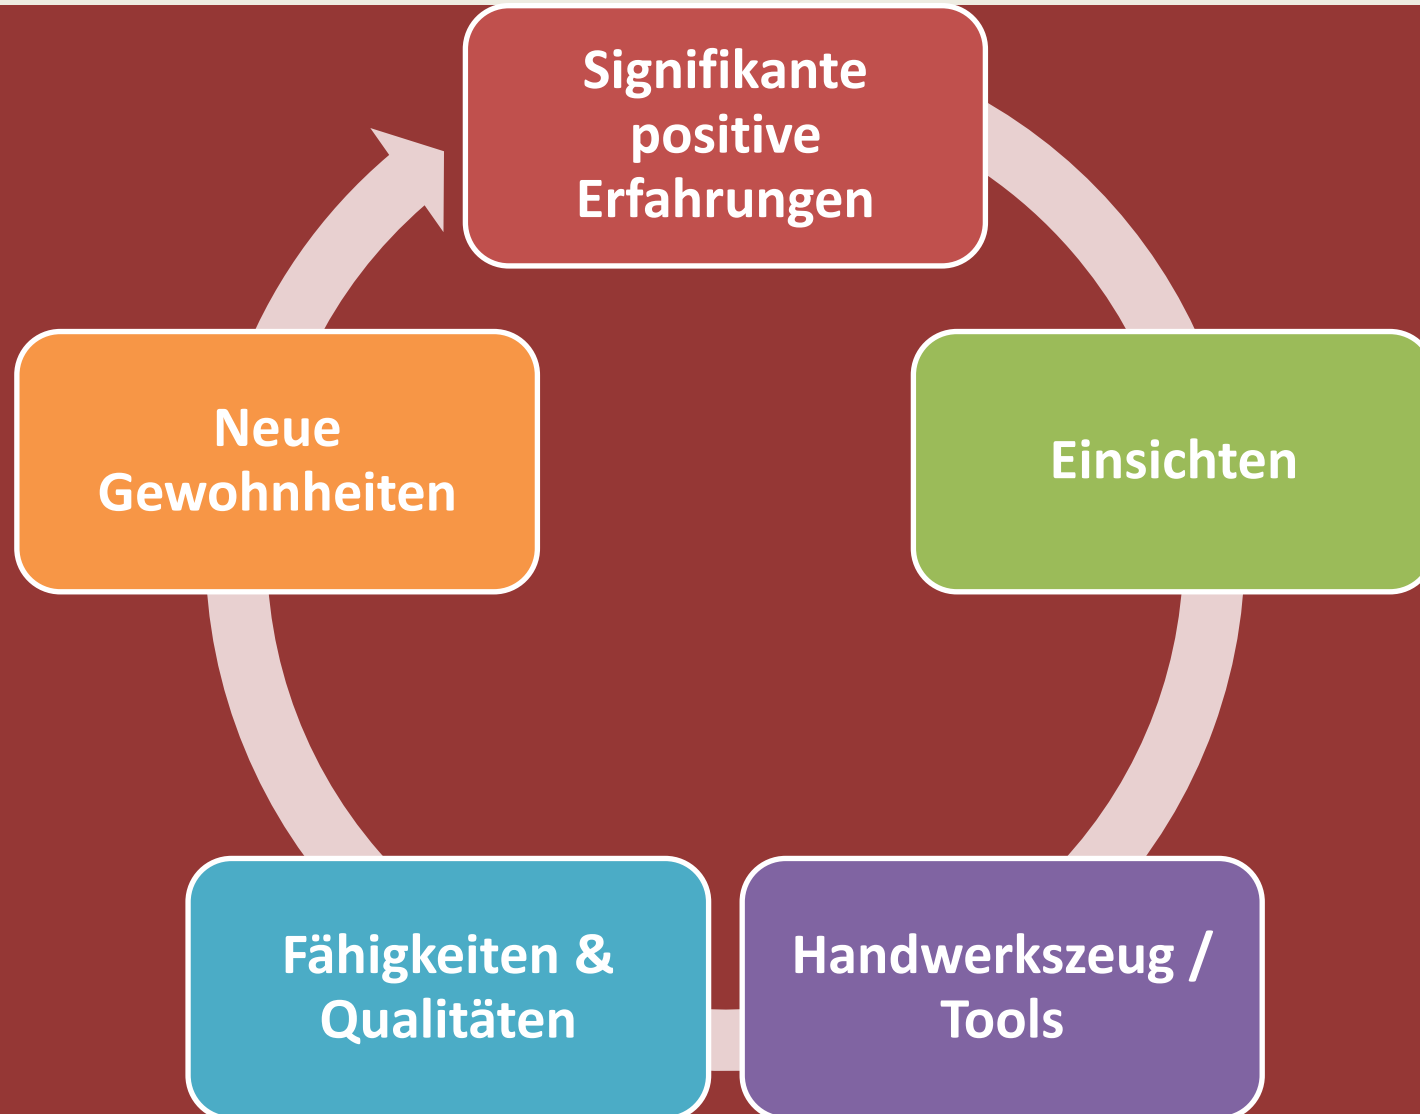 Signifikante
positive
Erfahrungen
Einsichten
Handwerkszeug /
Tools
Fähigkeiten &
Qualitäten
Neue
Gewohnheiten